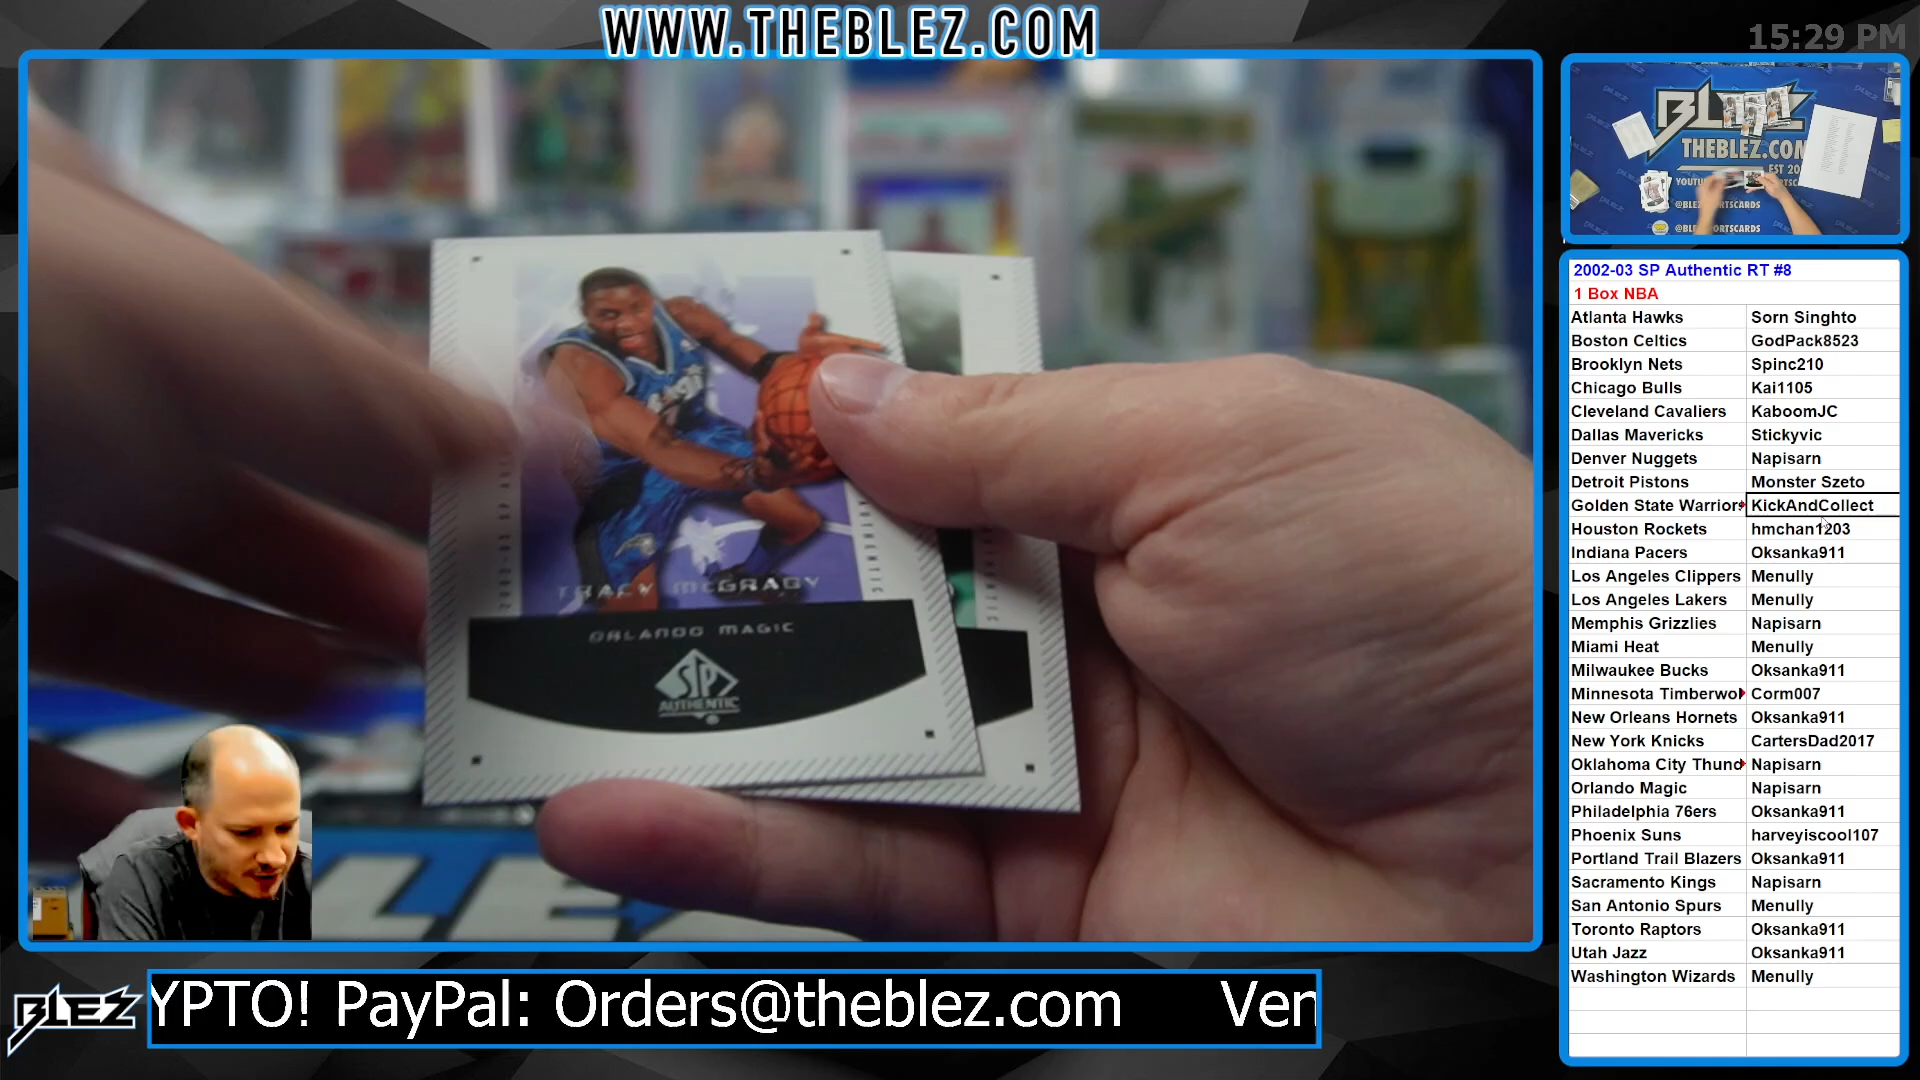 WWW.THEBLEZ.COM
15:29 PM
TRACY McGRADY
ORLANDO MAGIC
SP
AUTHENTIC
BLEZ
THEBLEZ.COM
2002-03 SP Authentic RT #8
1 Box NBA
Atlanta Hawks Sorn Singhto
Boston Celtics GodPack8523
Brooklyn Nets Spinc210
Chicago Bulls Kai1105
Cleveland Cavaliers KaboomJC
Dallas Mavericks Stickyvic
Denver Nuggets Napisarn
Detroit Pistons Monster Szeto
Golden State Warriors KickAndCollect
Houston Rockets hmchan1203
Indiana Pacers Oksanka911
Los Angeles Clippers Menully
Los Angeles Lakers Menully
Memphis Grizzlies Napisarn
Miami Heat Menully
Milwaukee Bucks Oksanka911
Minnesota Timberwol Corm007
New Orleans Hornets Oksanka911
New York Knicks CartersDad2017
Oklahoma City Thund Napisarn
Orlando Magic Napisarn
Philadelphia 76ers Oksanka911
Phoenix Suns harveyiscool107
Portland Trail Blazers Oksanka911
Sacramento Kings Napisarn
San Antonio Spurs Menully
Toronto Raptors Oksanka911
Utah Jazz Oksanka911
Washington Wizards Menully
BLEZ
YPTO! PayPal: Orders@theblez.com Ven